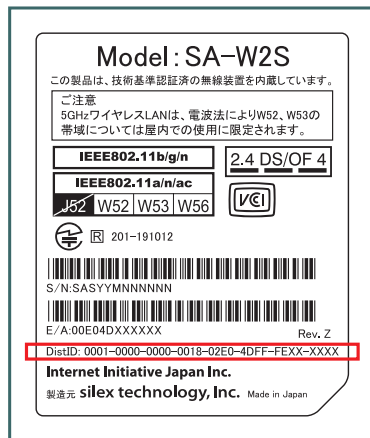 Model : SA-W2S
この製品は、技術基準認証済の無線装置を内蔵しています。
ご注意
5GHzワイヤレスLANは、電波法によりW52、W53の
帯域については屋内での使用に限定されます。
IEEE802.11b/g/n
2.4 DS/OF 4
IEEE802.11a/n/ac
J52 W52 W53 W56
VCI
R 201-191012
S/N:SASYYMNNNNNNN
E/A:00E04DXXXXXX
Rev. Z
DistID: 0001-0000-0000-0018-02E0-4DFF-FEXX-XXXX
Internet Initiative Japan Inc.
製造元 silex technology, Inc. Made in Japan